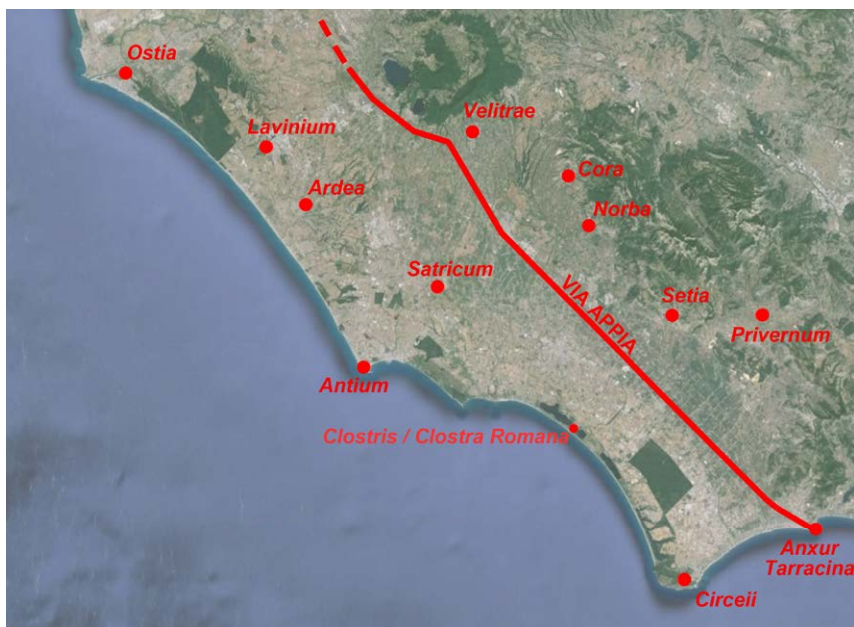 Ostia
Velitrae
Lavinium
Cora
Ardea
Norba
Satricum
VIA APPIA
Setia
Privernum
Antium
Clostris / Clostra Romana
Anxur
Tarracina
Circeii